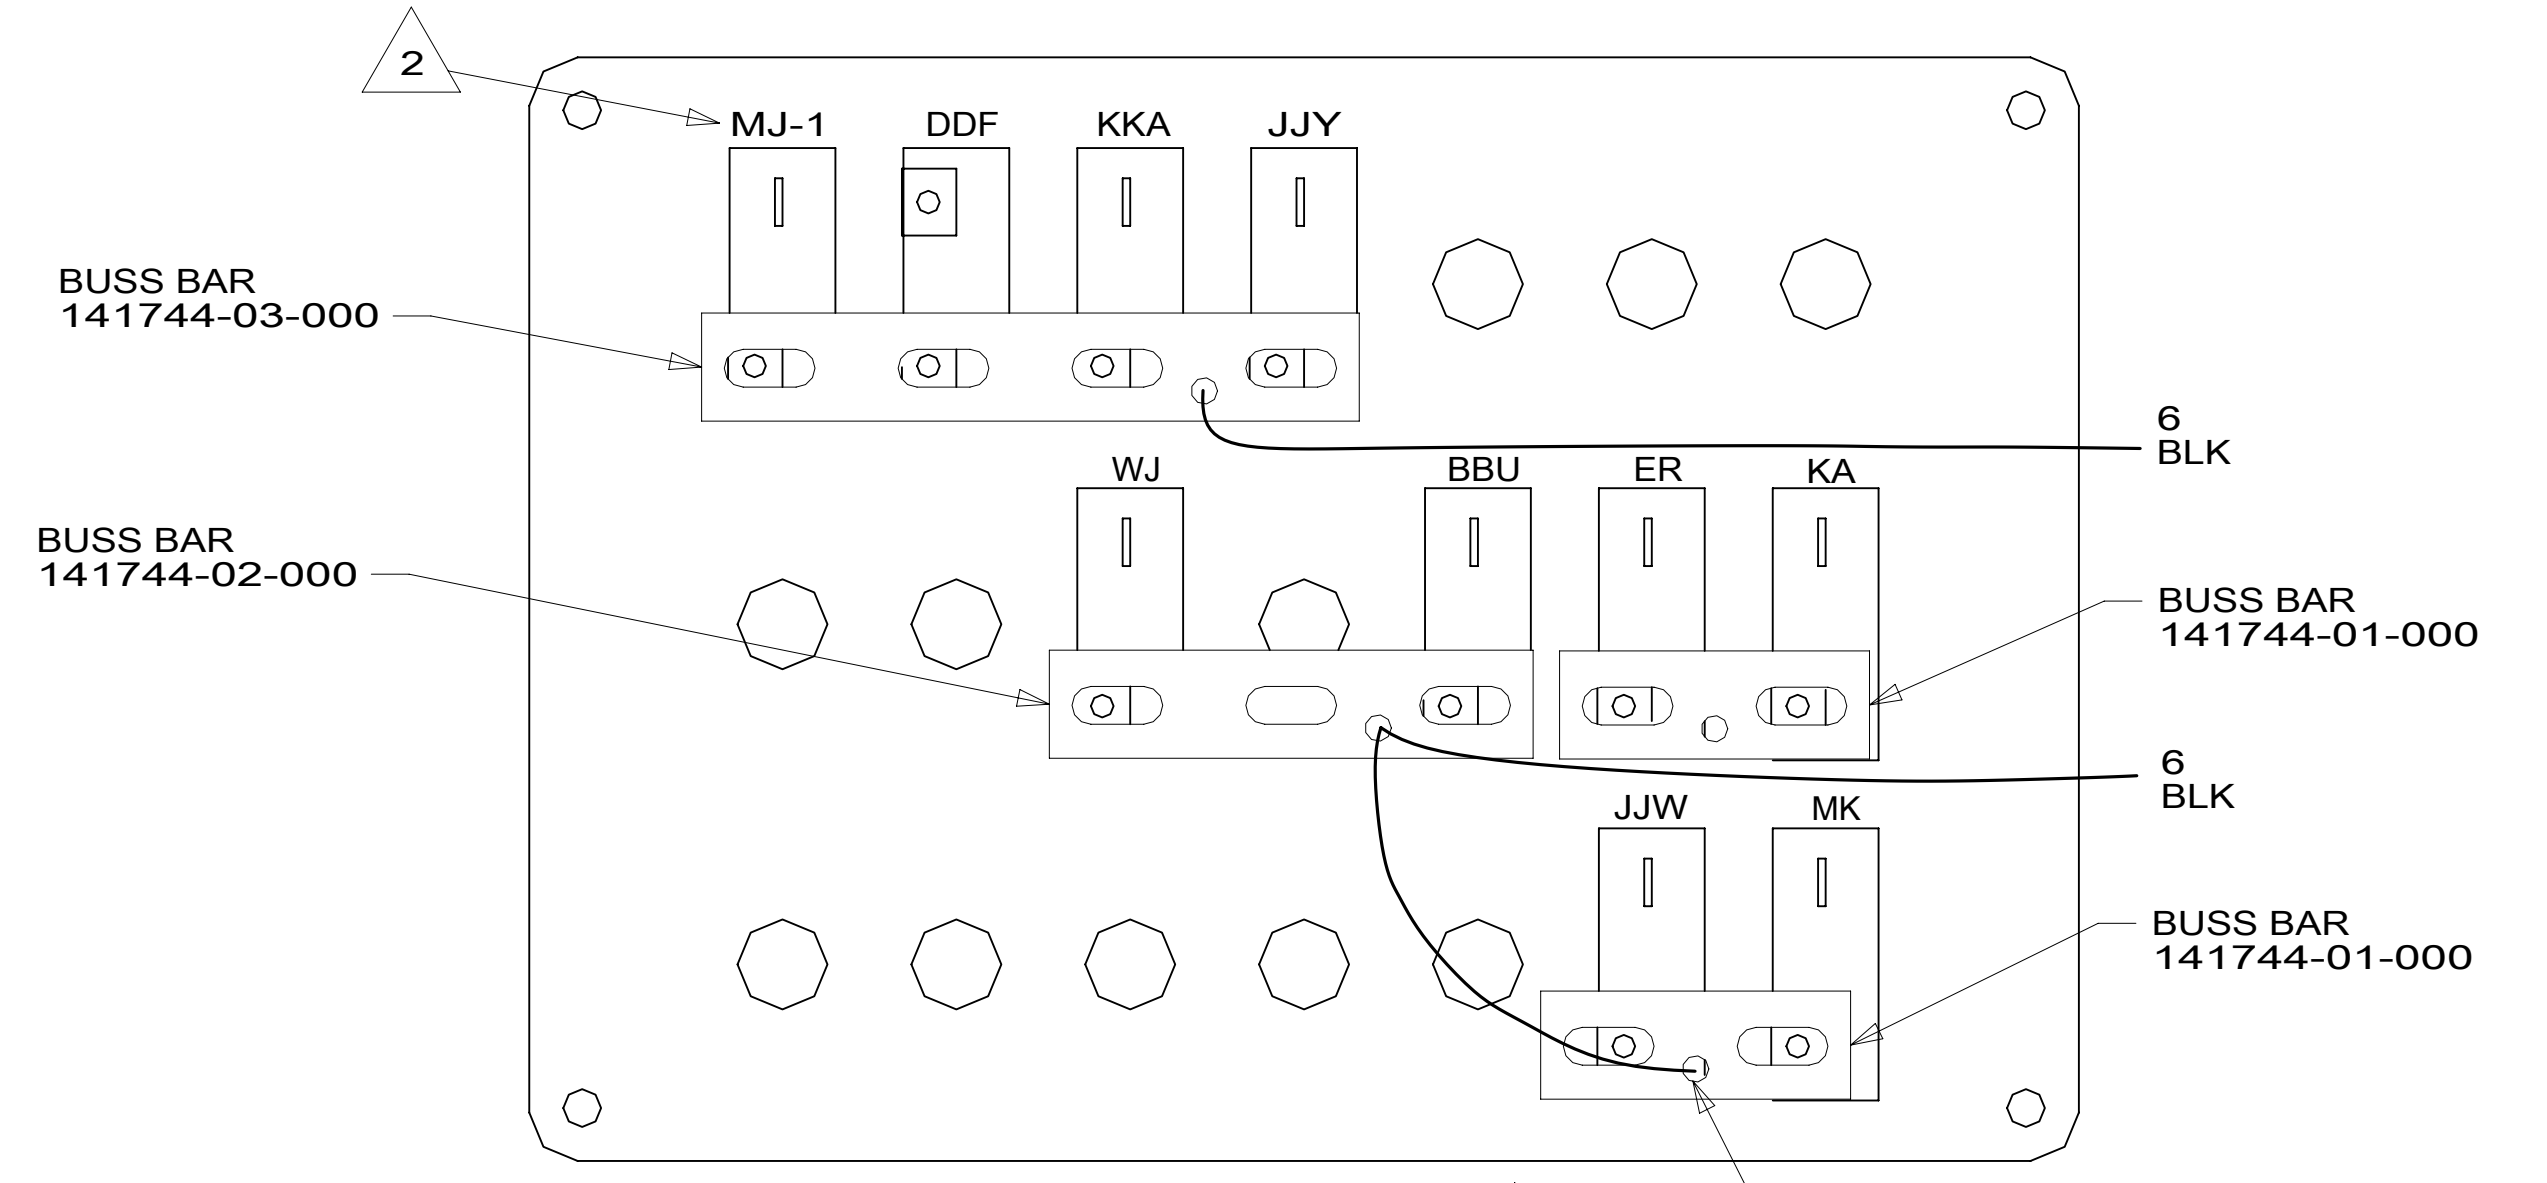 2
MJ-1 DDF KKA JJY
BUSS BAR
141744-03-000
6
BLK
WJ BBU ER KA
BUSS BAR
141744-02-000
BUSS BAR
141744-01-000
6
BLK
JJW MK
BUSS BAR
141744-01-000